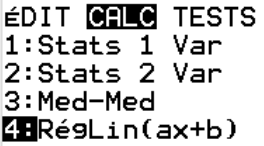 ÉDIT CALC TESTS
1:Stats 1 Var
2:Stats 2 Var
3:Med-Med
4:RégLin(ax+b)